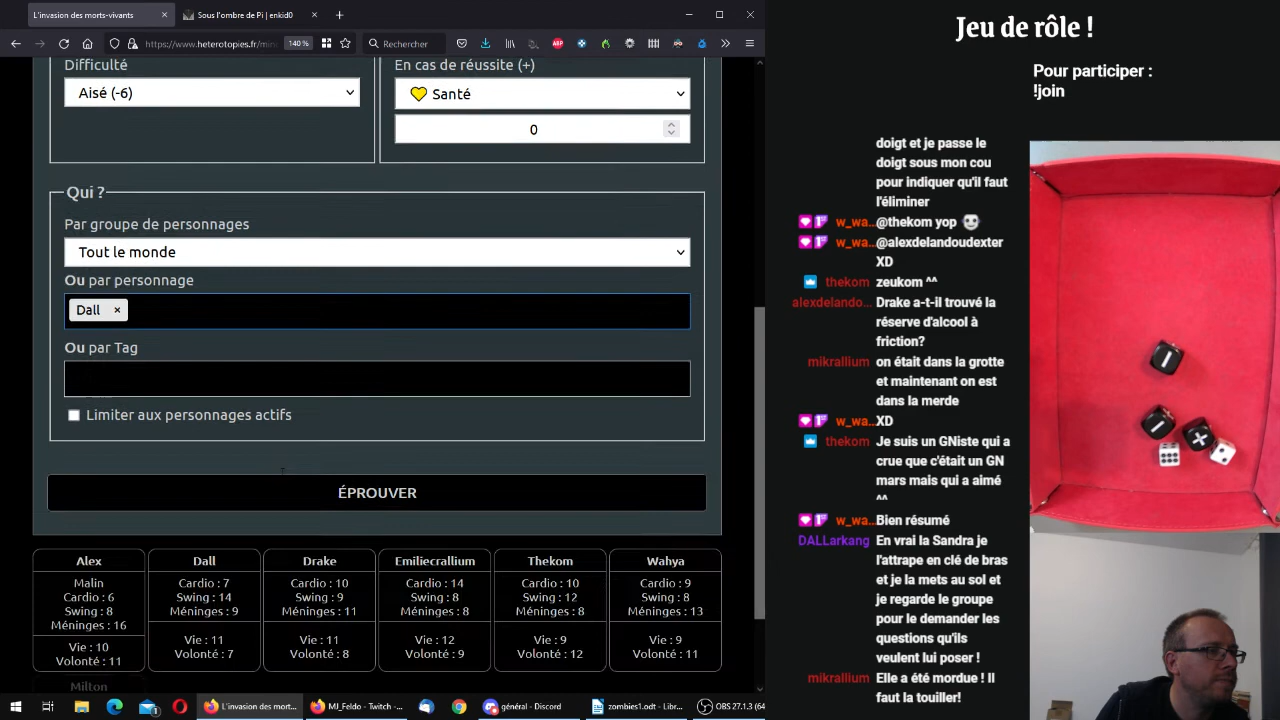 L'invasion des morts-vivants
Sous l'ombre de Pi | enkid0
https://www.heterotopies.fr/min
140 %
Rechercher
Difficulté
Aisé (-6)
En cas de réussite (+)
Santé
0
Qui ?
Par groupe de personnages
Tout le monde
Ou par personnage
Dall ×
Ou par Tag
Limiter aux personnages actifs
ÉPROUVER
Alex
Malin
Cardio : 6
Swing : 8
Méninges : 16
Vie : 10
Volonté : 11
Dall
Cardio : 7
Swing : 14
Méninges : 9
Vie : 11
Volonté : 7
Drake
Cardio : 10
Swing : 9
Méninges : 11
Vie : 11
Volonté : 8
Emiliecrallium
Cardio : 14
Swing : 8
Méninges : 8
Vie : 12
Volonté : 9
Thekom
Cardio : 10
Swing : 12
Méninges : 8
Vie : 9
Volonté : 12
Wahya
Cardio : 9
Swing : 8
Méninges : 13
Vie : 9
Volonté : 11
Milton
L'invasion des mort...
MJ_Feldo - Twitch -...
général - Discord
zombies1.odt - Libr...
OBS 27.1.3 (64
Jeu de rôle !
Pour participer :
!join
doigt et je passe le
doigt sous mon cou
pour indiquer qu'il faut
l'éliminer
w_wa... @thekom yop
w_wa... @alexdelandoudexter
XD
thekom zeukom ^^
alexdelando... Drake a-t-il trouvé la
réserve d'alcool à
friction?
mikrallium on était dans la grotte
et maintenant on est
dans la merde
w_wa... XD
thekom Je suis un GNiste qui a
crue que c'était un GN
mars mais qui a aimé
^^
w_wa... Bien résumé
DALLarkang En vrai la Sandra je
l'attrape en clé de bras
et je la mets au sol et
je regarde le groupe
pour le demander les
questions qu'ils
veulent lui poser !
mikrallium Elle a été mordue ! Il
faut la touiller!